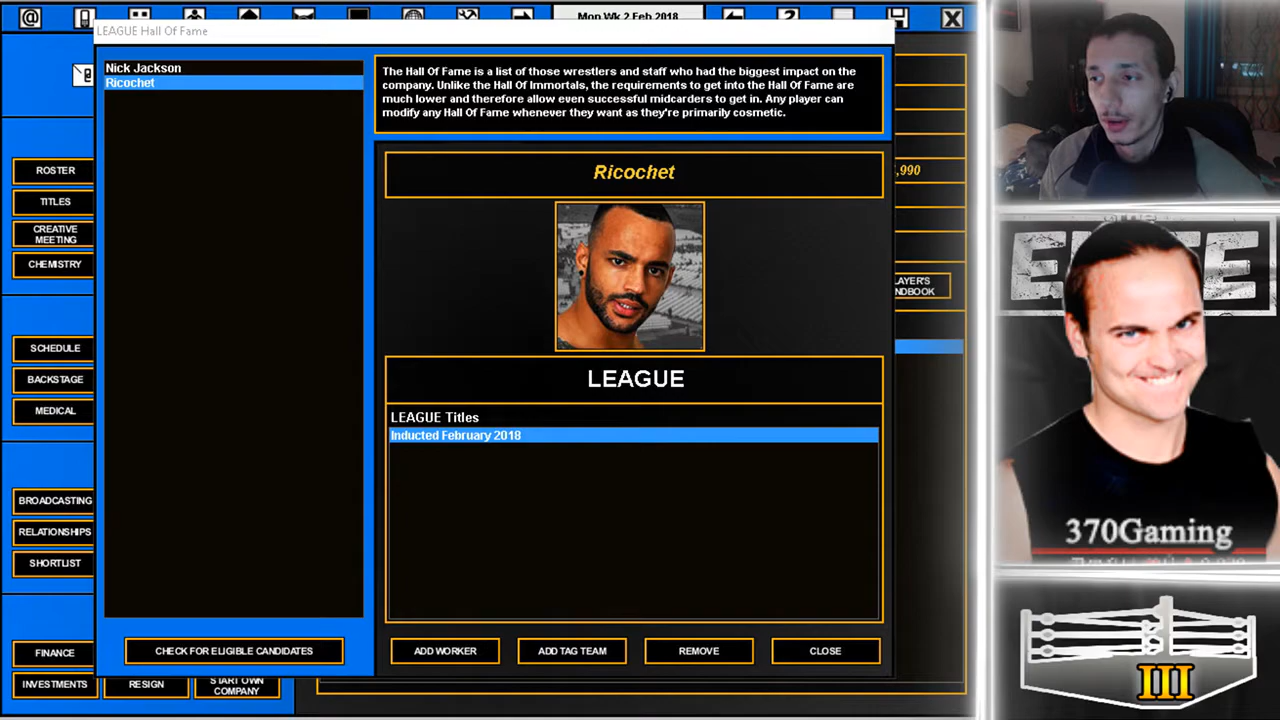 Mon Wk 2 Feb 2018
LEAGUE Hall Of Fame
Nick Jackson
Ricochet
The Hall Of Fame is a list of those wrestlers and staff who had the biggest impact on the
company. Unlike the Hall Of Immortals, the requirements to get into the Hall Of Fame are
much lower and therefore allow even successful midcarders to get in. Any player can
modify any Hall Of Fame whenever they want as they're primarily cosmetic.
Ricochet
LEAGUE
LEAGUE Titles
Inducted February 2018
CHECK FOR ELIGIBLE CANDIDATES
ADD WORKER
ADD TAG TEAM
REMOVE
CLOSE
ROSTER
TITLES
CREATIVE
MEETING
CHEMISTRY
SCHEDULE
BACKSTAGE
MEDICAL
BROADCASTING
RELATIONSHIPS
SHORTLIST
FINANCE
INVESTMENTS
RESIGN
START OWN
COMPANY
,990
370Gaming
III